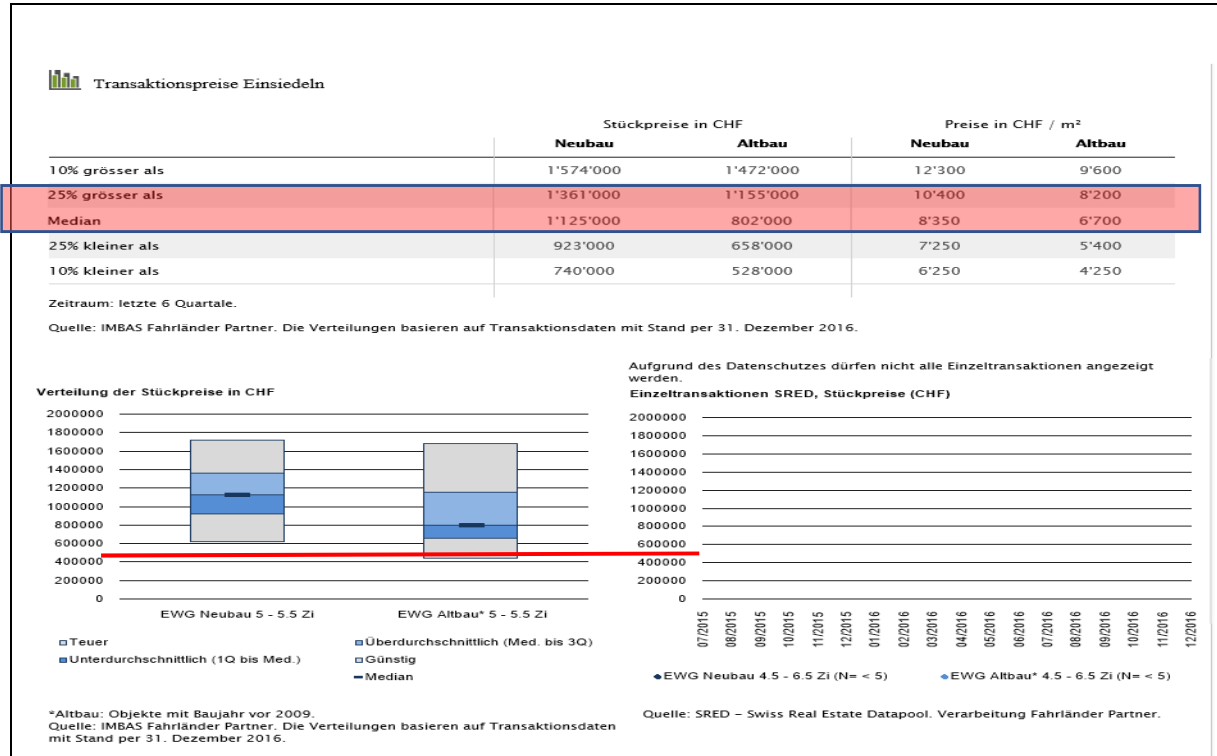 Transaktionspreise Einsiedeln
Stückpreise in CHF Preise in CHF / m²
Neubau Altbau Neubau Altbau
10% grösser als 1'574'000 1'472'000 12'300 9'600
25% grösser als 1'361'000 1'155'000 10'400 8'200
Median 1'125'000 802'000 8'350 6'700
25% kleiner als 923'000 658'000 7'250 5'400
10% kleiner als 740'000 528'000 6'250 4'250
Zeitraum: letzte 6 Quartale.
Quelle: IMBAS Fahrländer Partner. Die Verteilungen basieren auf Transaktionsdaten mit Stand per 31. Dezember 2016.
Verteilung der Stückpreise in CHF
2000000
1800000
1600000
1400000
1200000
1000000
800000
600000
400000
200000
0
EWG Neubau 5 - 5.5 Zi EWG Altbau* 5 - 5.5 Zi
Teuer Überdurchschnittlich (Med. bis 3Q)
Unterdurchschnittlich (1Q bis Med.) Günstig
Median
*Altbau: Objekte mit Baujahr vor 2009.
Quelle: IMBAS Fahrländer Partner. Die Verteilungen basieren auf Transaktionsdaten
mit Stand per 31. Dezember 2016.
Aufgrund des Datenschutzes dürfen nicht alle Einzeltransaktionen angezeigt
werden.
Einzeltransaktionen SRED, Stückpreise (CHF)
2000000
1800000
1600000
1400000
1200000
1000000
800000
600000
400000
200000
0
07/2015 08/2015 09/2015 10/2015 11/2015 12/2015 01/2016 02/2016 03/2016 04/2016 05/2016 06/2016 07/2016 08/2016 09/2016 10/2016 11/2016 12/2016
EWG Neubau 4.5 - 6.5 Zi (N= < 5) EWG Altbau* 4.5 - 6.5 Zi (N= < 5)
Quelle: SRED – Swiss Real Estate Datapool. Verarbeitung Fahrländer Partner.